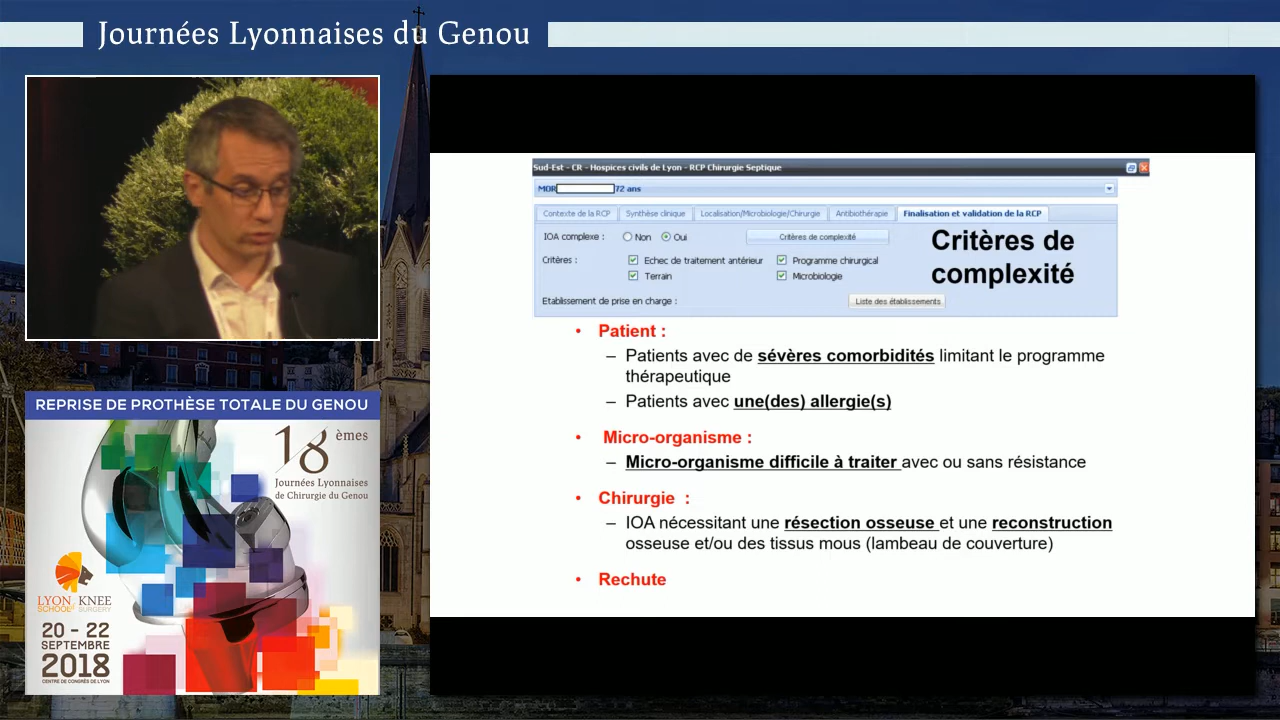 Journées Lyonnaises du Genou
REPRISE DE PROTHÈSE TOTALE DU GENOU
18èmes
Journées Lyonnaises
de Chirurgie du Genou
LYON KNEE
SCHOOL SURGERY
20 - 22
SEPTEMBRE
2018
CENTRE DE CONGRÈS DE LYON
Sud-Est - CR - Hospices civils de Lyon - RCP Chirurgie Septique
MOR 72 ans
Contexte de la RCP Synthèse clinique Localisation/Microbiologie/Chirurgie Antibiothérapie Finalisation et validation de la RCP
IOA complexe : Non Oui Critères de complexité
Critères : Echec de traitement antérieur Programme chirurgical
Terrain Microbiologie
Etablissement de prise en charge : Liste des établissements
Critères de
complexité
• Patient :
– Patients avec de sévères comorbidités limitant le programme
thérapeutique
– Patients avec une(des) allergie(s)
• Micro-organisme :
– Micro-organisme difficile à traiter avec ou sans résistance
• Chirurgie :
– IOA nécessitant une résection osseuse et une reconstruction
osseuse et/ou des tissus mous (lambeau de couverture)
• Rechute